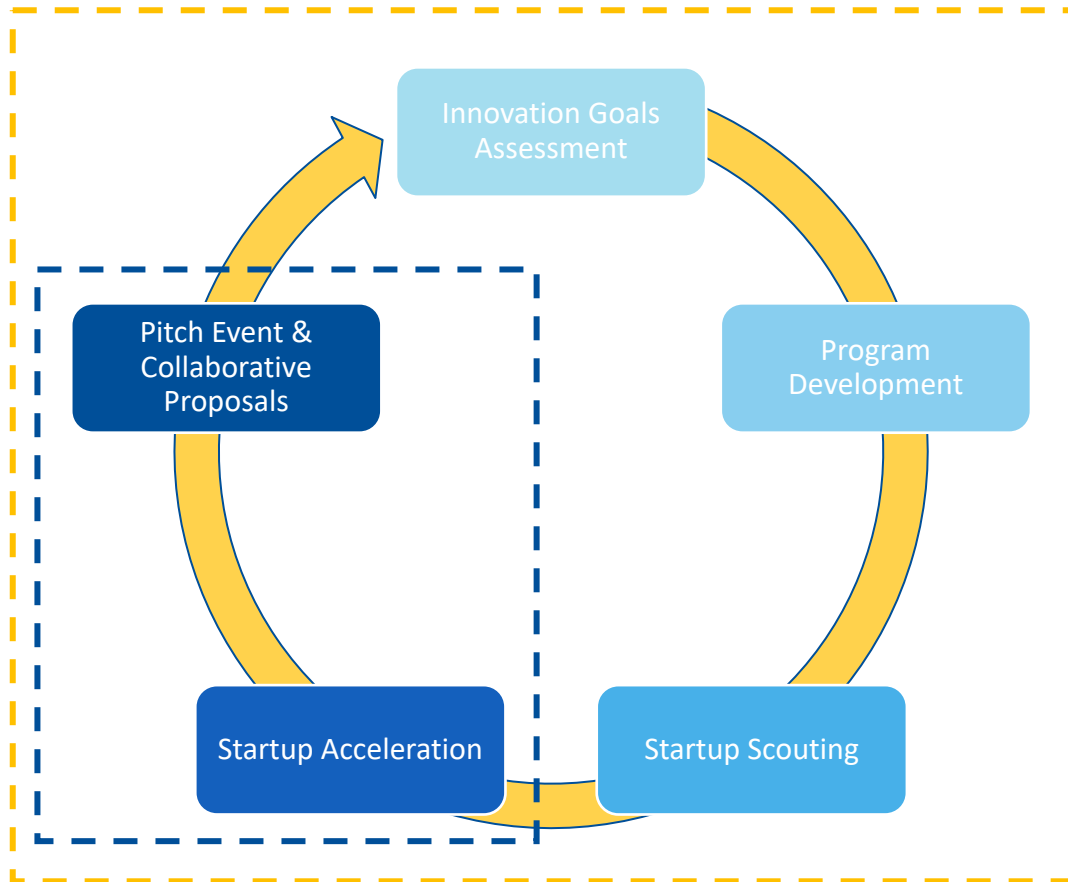 Innovation Goals
Assessment
Program
Development
Startup Scouting
Startup Acceleration
Pitch Event &
Collaborative
Proposals